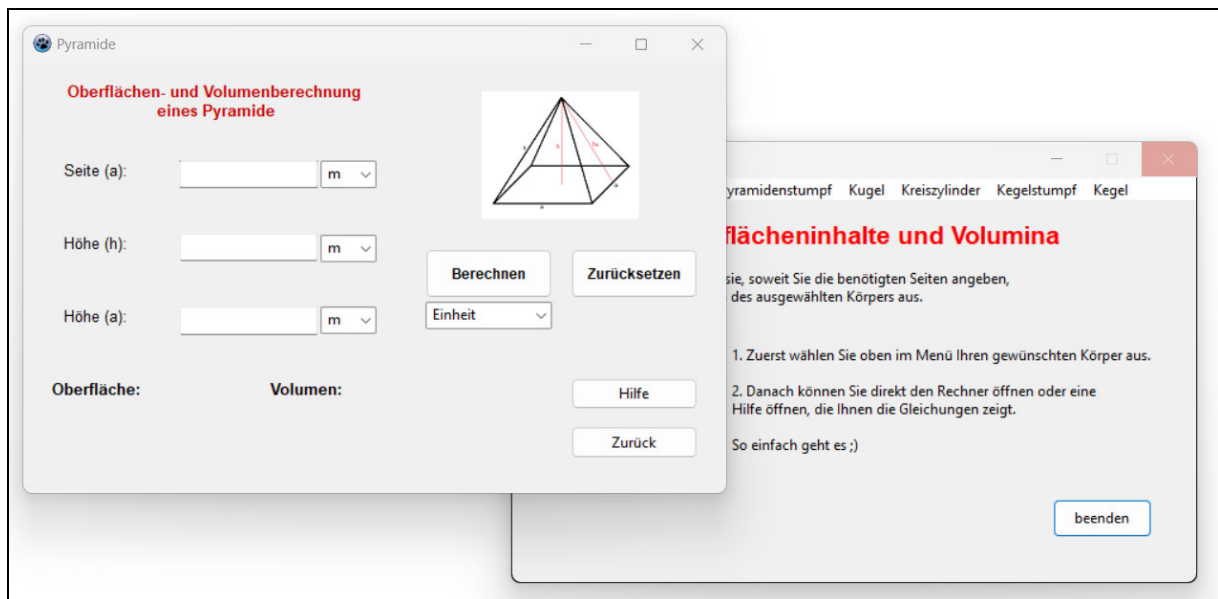 Pyramide
Oberflächen- und Volumenberechnung
eines Pyramide
Seite (a):
m
Höhe (h):
m
Höhe (a):
m
Berechnen
Zurücksetzen
Einheit
Oberfläche:
Volumen:
Hilfe
Zurück
yramidenstumpf Kugel Kreiszylinder Kegelstumpf Kegel
flächeninhalte und Volumina
sie, soweit Sie die benötigten Seiten angeben,
des ausgewählten Körpers aus.
1. Zuerst wählen Sie oben im Menü Ihren gewünschten Körper aus.
2. Danach können Sie direkt den Rechner öffnen oder eine
Hilfe öffnen, die Ihnen die Gleichungen zeigt.
So einfach geht es ;)
beenden